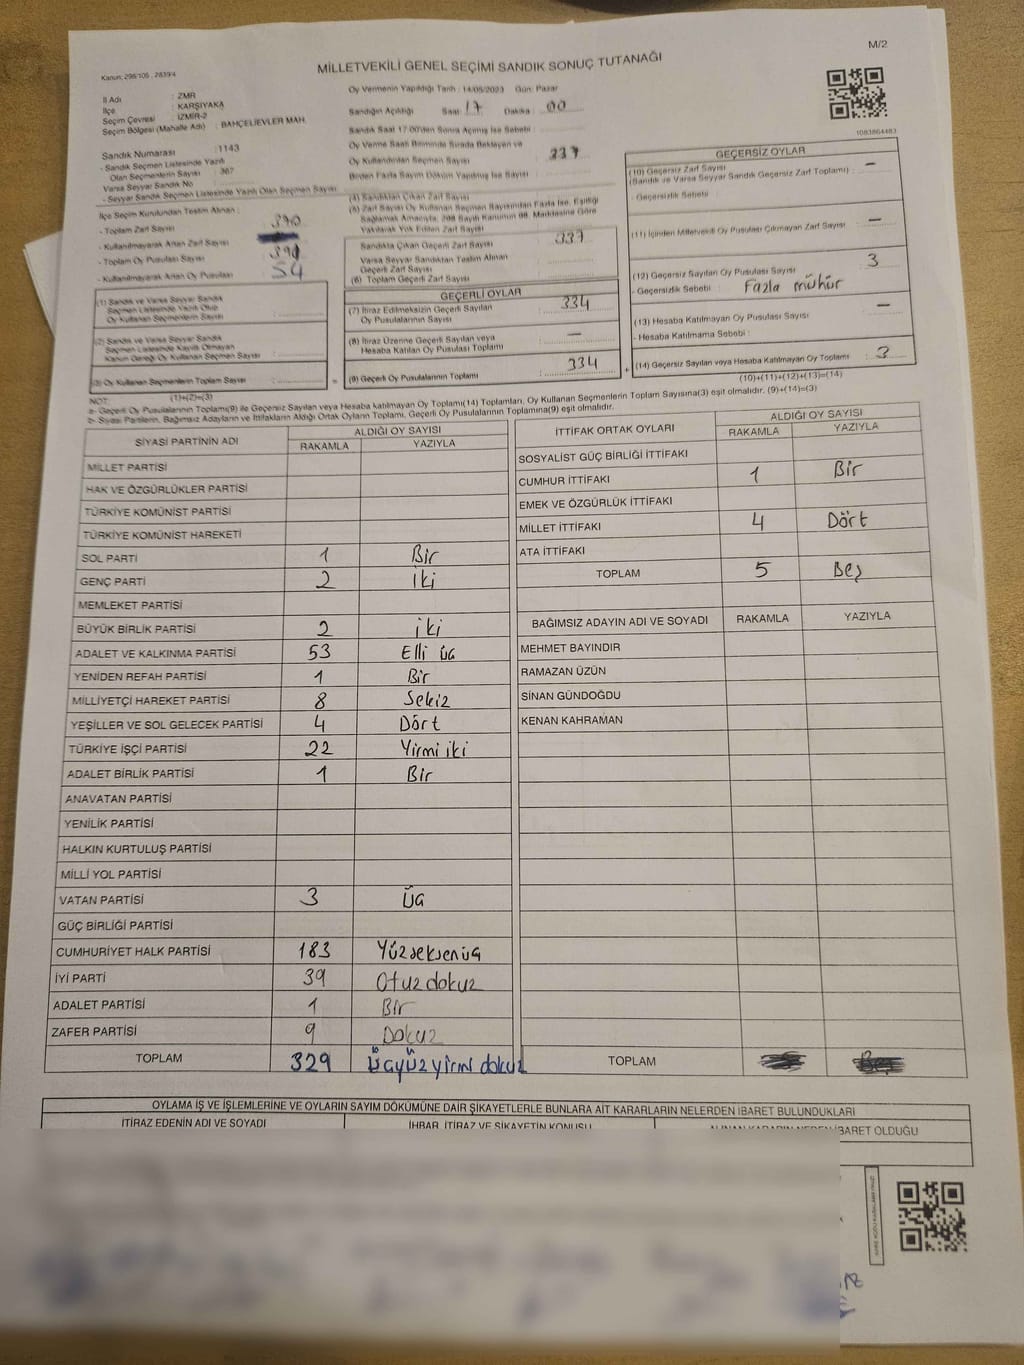 M/2
Kanun; 298/105 , 2839/4
MİLLETVEKİLİ GENEL SEÇİMİ SANDIK SONUÇ TUTANAĞI
1083864483
İl Adı : ZMR
İlçe : KARŞIYAKA
Seçim Çevresi : İZMİR-2
Seçim Bölgesi (Mahalle Adı) : BAHÇELİEVLER MAH.
Sandık Numarası : 1143
- Sandık Seçmen Listesinde Yazılı
Olan Seçmenlerin Sayısı : 387
Varsa Seyyar Sandık No
- Seyyar Sandık Seçmen Listesinde Yazılı Olan Seçmen Sayısı
İlçe Seçim Kurulundan Teslim Alınan :
- Toplam Zarf Sayısı 390
- Kullanılmayarak Artan Zarf Sayısı
- Toplam Oy Pusulası Sayısı 390
- Kullanılmayarak Artan Oy Pusulası 54
(1) Sandık ve Varsa Seyyar Sandık
Seçmen Listesinde Yazılı Olup
Oy Kullanan Seçmenlerin Sayısı :
(2) Sandık ve Varsa Seyyar Sandık
Seçmen Listesinde Kayıtlı Olmayan
Kanun Gereği Oy Kullanan Seçmen Sayısı :
(3) Oy Kullanan Seçmenlerin Toplam Sayısı :
(1)+(2)=(3)
Oy Vermenin Yapıldığı Tarih : 14/05/2023 Gün: Pazar
Sandığın Açıldığı Saat : 17 Dakika : 00
Sandık Saat 17.00'den Sonra Açılmış İse Sebebi :
Oy Verme Saati Bitiminde Sırada Bekleyen ve
Oy Kullandırılan Seçmen Sayısı : 237
Birden Fazla Sayım Döküm Yapılmış İse Sayısı :
(4) Sandıktan Çıkan Zarf Sayısı
(5) Zarf Sayısı Oy Kullanan Seçmen Sayısından Fazla İse, Eşitliği
Sağlamak Amacıyla, 298 Sayılı Kanunun 98. Maddesine Göre
Yakılarak Yok Edilen Zarf Sayısı
Sandıkta Çıkan Geçerli Zarf Sayısı : 337
Varsa Seyyar Sandıktan Teslim Alınan
Geçerli Zarf Sayısı :
(6) Toplam Geçerli Zarf Sayısı :
GEÇERLİ OYLAR
(7) İtiraz Edilmeksizin Geçerli Sayılan
Oy Pusulalarının Sayısı : 334
(8) İtiraz Üzerine Geçerli Sayılan veya
Hesaba Katılan Oy Pusulası Toplamı : –
(9) Geçerli Oy Pusulalarının Toplamı : 334
GEÇERSİZ OYLAR
(10) Geçersiz Zarf Sayısı –
(Sandık ve Varsa Seyyar Sandık Geçersiz Zarf Toplamı) :
- Geçersizlik Sebebi :
(11) İçinden Milletvekili Oy Pusulası Çıkmayan Zarf Sayısı : –
(12) Geçersiz Sayılan Oy Pusulası Sayısı : 3
- Geçersizlik Sebebi : Fazla mühür
(13) Hesaba Katılmayan Oy Pusulası Sayısı : –
- Hesaba Katılmama Sebebi :
(14) Geçersiz Sayılan veya Hesaba Katılmayan Oy Toplamı : 3
(10)+(11)+(12)+(13)=(14)
NOT:
a- Geçerli Oy Pusulalarının Toplamı(9) ile Geçersiz Sayılan veya Hesaba katılmayan Oy Toplamı(14) Toplamları, Oy Kullanan Seçmenlerin Toplam Sayısına(3) eşit olmalıdır. (9)+(14)=(3)
b- Siyasi Partilerin, Bağımsız Adayların ve İttifakların Aldığı Ortak Oyların Toplamı, Geçerli Oy Pusulalarının Toplamına(9) eşit olmalıdır.
SİYASİ PARTİNİN ADI ALDIĞI OY SAYISI
RAKAMLA YAZIYLA
MİLLET PARTİSİ
HAK VE ÖZGÜRLÜKLER PARTİSİ
TÜRKİYE KOMÜNİST PARTİSİ
TÜRKİYE KOMÜNİST HAREKETİ
SOL PARTİ 1 Bir
GENÇ PARTİ 2 iki
MEMLEKET PARTİSİ
BÜYÜK BİRLİK PARTİSİ 2 iki
ADALET VE KALKINMA PARTİSİ 53 Elli üç
YENİDEN REFAH PARTİSİ 1 Bir
MİLLİYETÇİ HAREKET PARTİSİ 8 Sekiz
YEŞİLLER VE SOL GELECEK PARTİSİ 4 Dört
TÜRKİYE İŞÇİ PARTİSİ 22 Yirmi iki
ADALET BİRLİK PARTİSİ 1 Bir
ANAVATAN PARTİSİ
YENİLİK PARTİSİ
HALKIN KURTULUŞ PARTİSİ
MİLLİ YOL PARTİSİ
VATAN PARTİSİ 3 üç
GÜÇ BİRLİĞİ PARTİSİ
CUMHURİYET HALK PARTİSİ 183 Yüzseksenüç
İYİ PARTİ 39 Otuzdokuz
ADALET PARTİSİ 1 Bir
ZAFER PARTİSİ 9 Dokuz
TOPLAM 329 Üçyüzyirmi dokuz
İTTİFAK ORTAK OYLARI ALDIĞI OY SAYISI
RAKAMLA YAZIYLA
SOSYALİST GÜÇ BİRLİĞİ İTTİFAKI
CUMHUR İTTİFAKI 1 Bir
EMEK VE ÖZGÜRLÜK İTTİFAKI
MİLLET İTTİFAKI 4 Dört
ATA İTTİFAKI
TOPLAM 5 Beş
BAĞIMSIZ ADAYIN ADI VE SOYADI RAKAMLA YAZIYLA
MEHMET BAYINDIR
RAMAZAN ÜZÜN
SİNAN GÜNDOĞDU
KENAN KAHRAMAN
TOPLAM Beş
OYLAMA İŞ VE İŞLEMLERİNE VE OYLARIN SAYIM DÖKÜMÜNE DAİR ŞİKAYETLERLE BUNLARA AİT KARARLARIN NELERDEN İBARET BULUNDUKLARI
İTİRAZ EDENİN ADI VE SOYADI İHBAR, İTİRAZ VE ŞİKAYETİN KONUSU ALINAN KARARIN NEDEN İBARET OLDUĞU